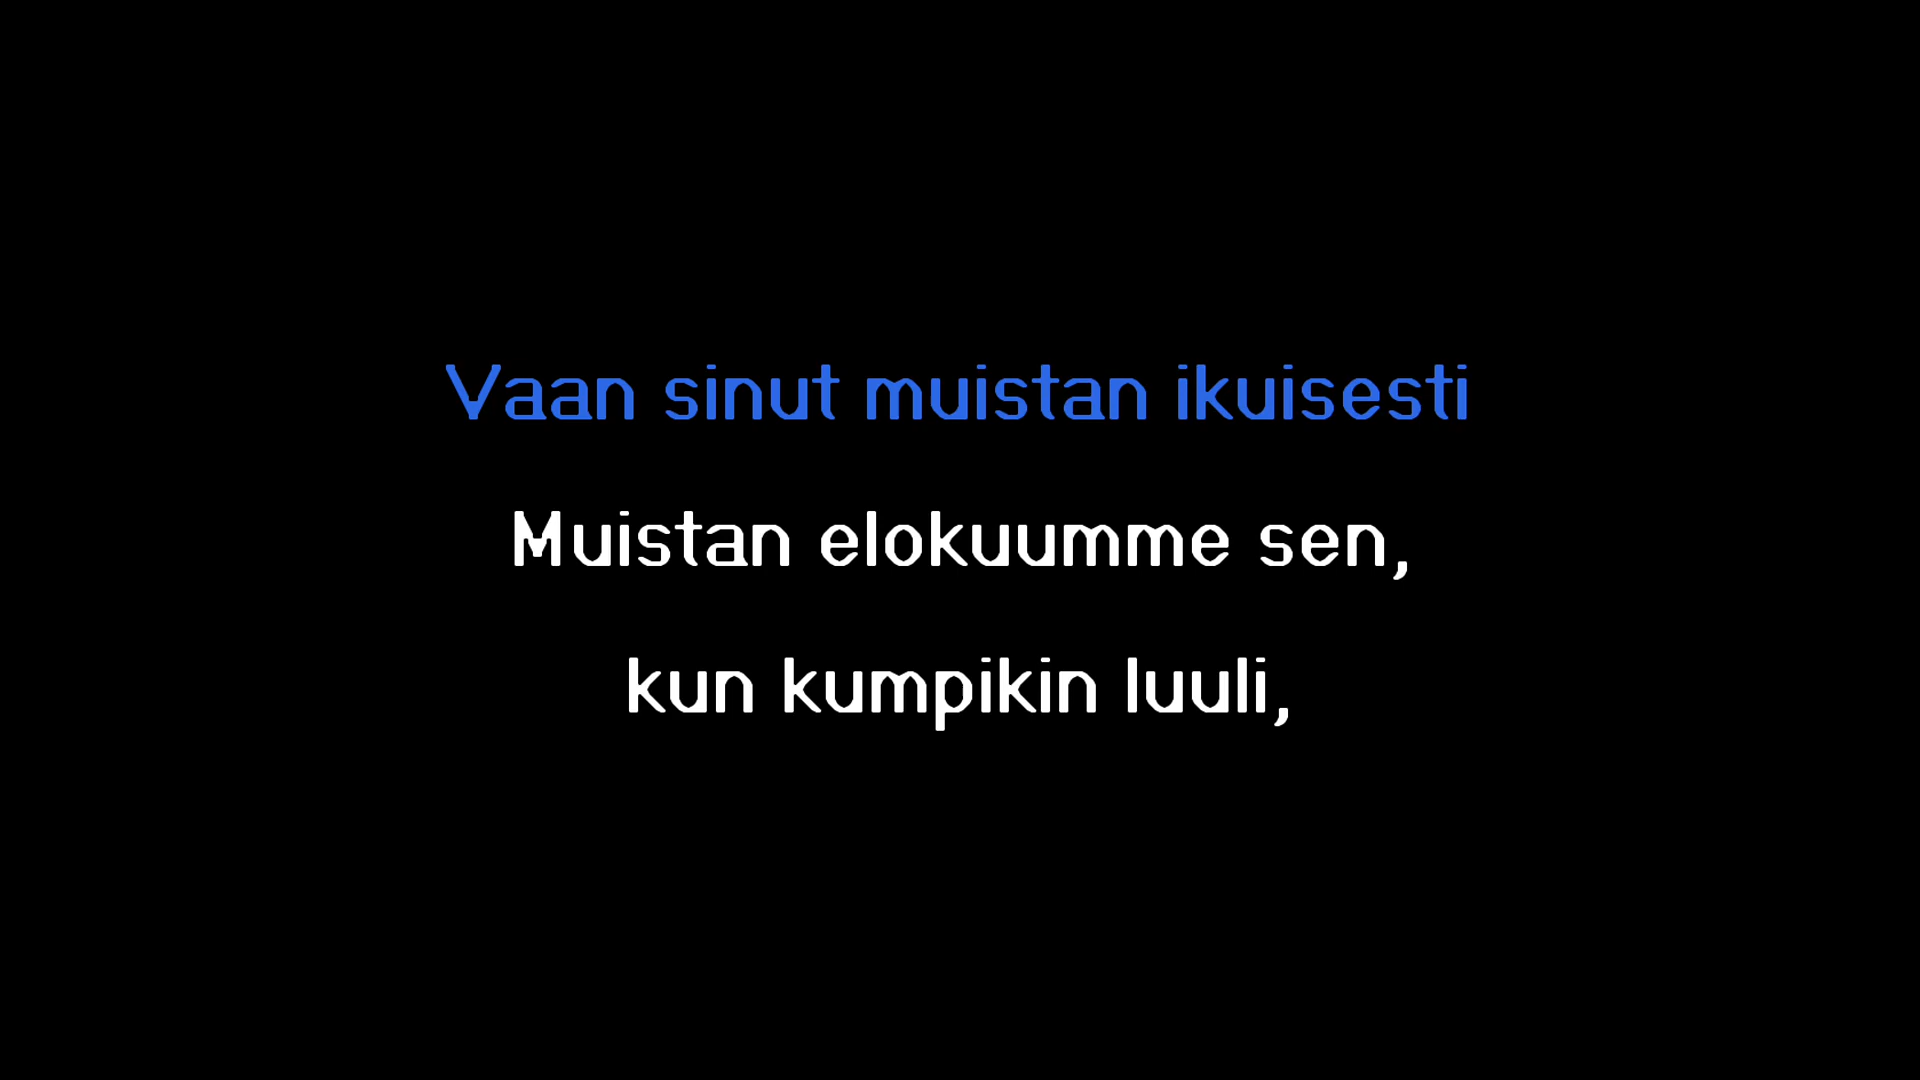 Vaan sinut muistan ikuisesti
Muistan elokuumme sen,
kun kumpikin luuli,